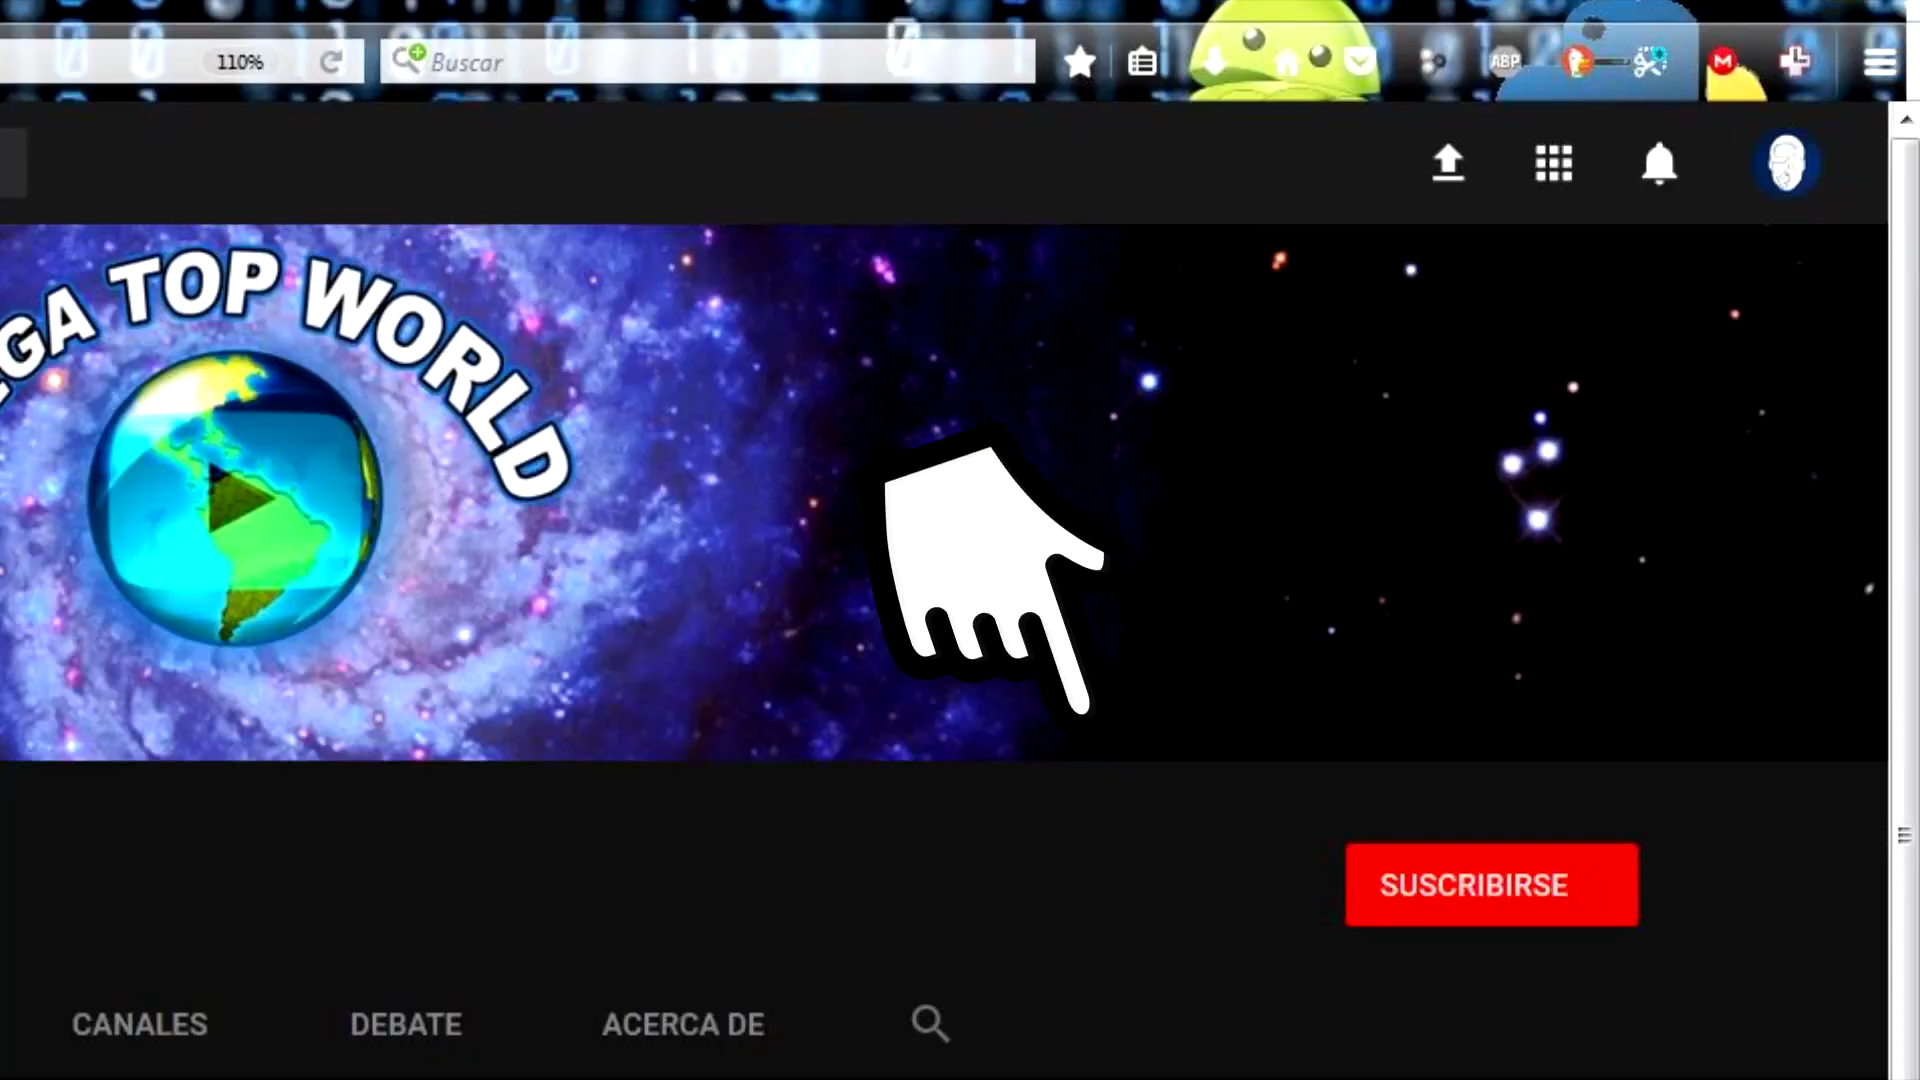 110%
Buscar
ABP
M
GA TOP WORLD
SUSCRIBIRSE
CANALES
DEBATE
ACERCA DE